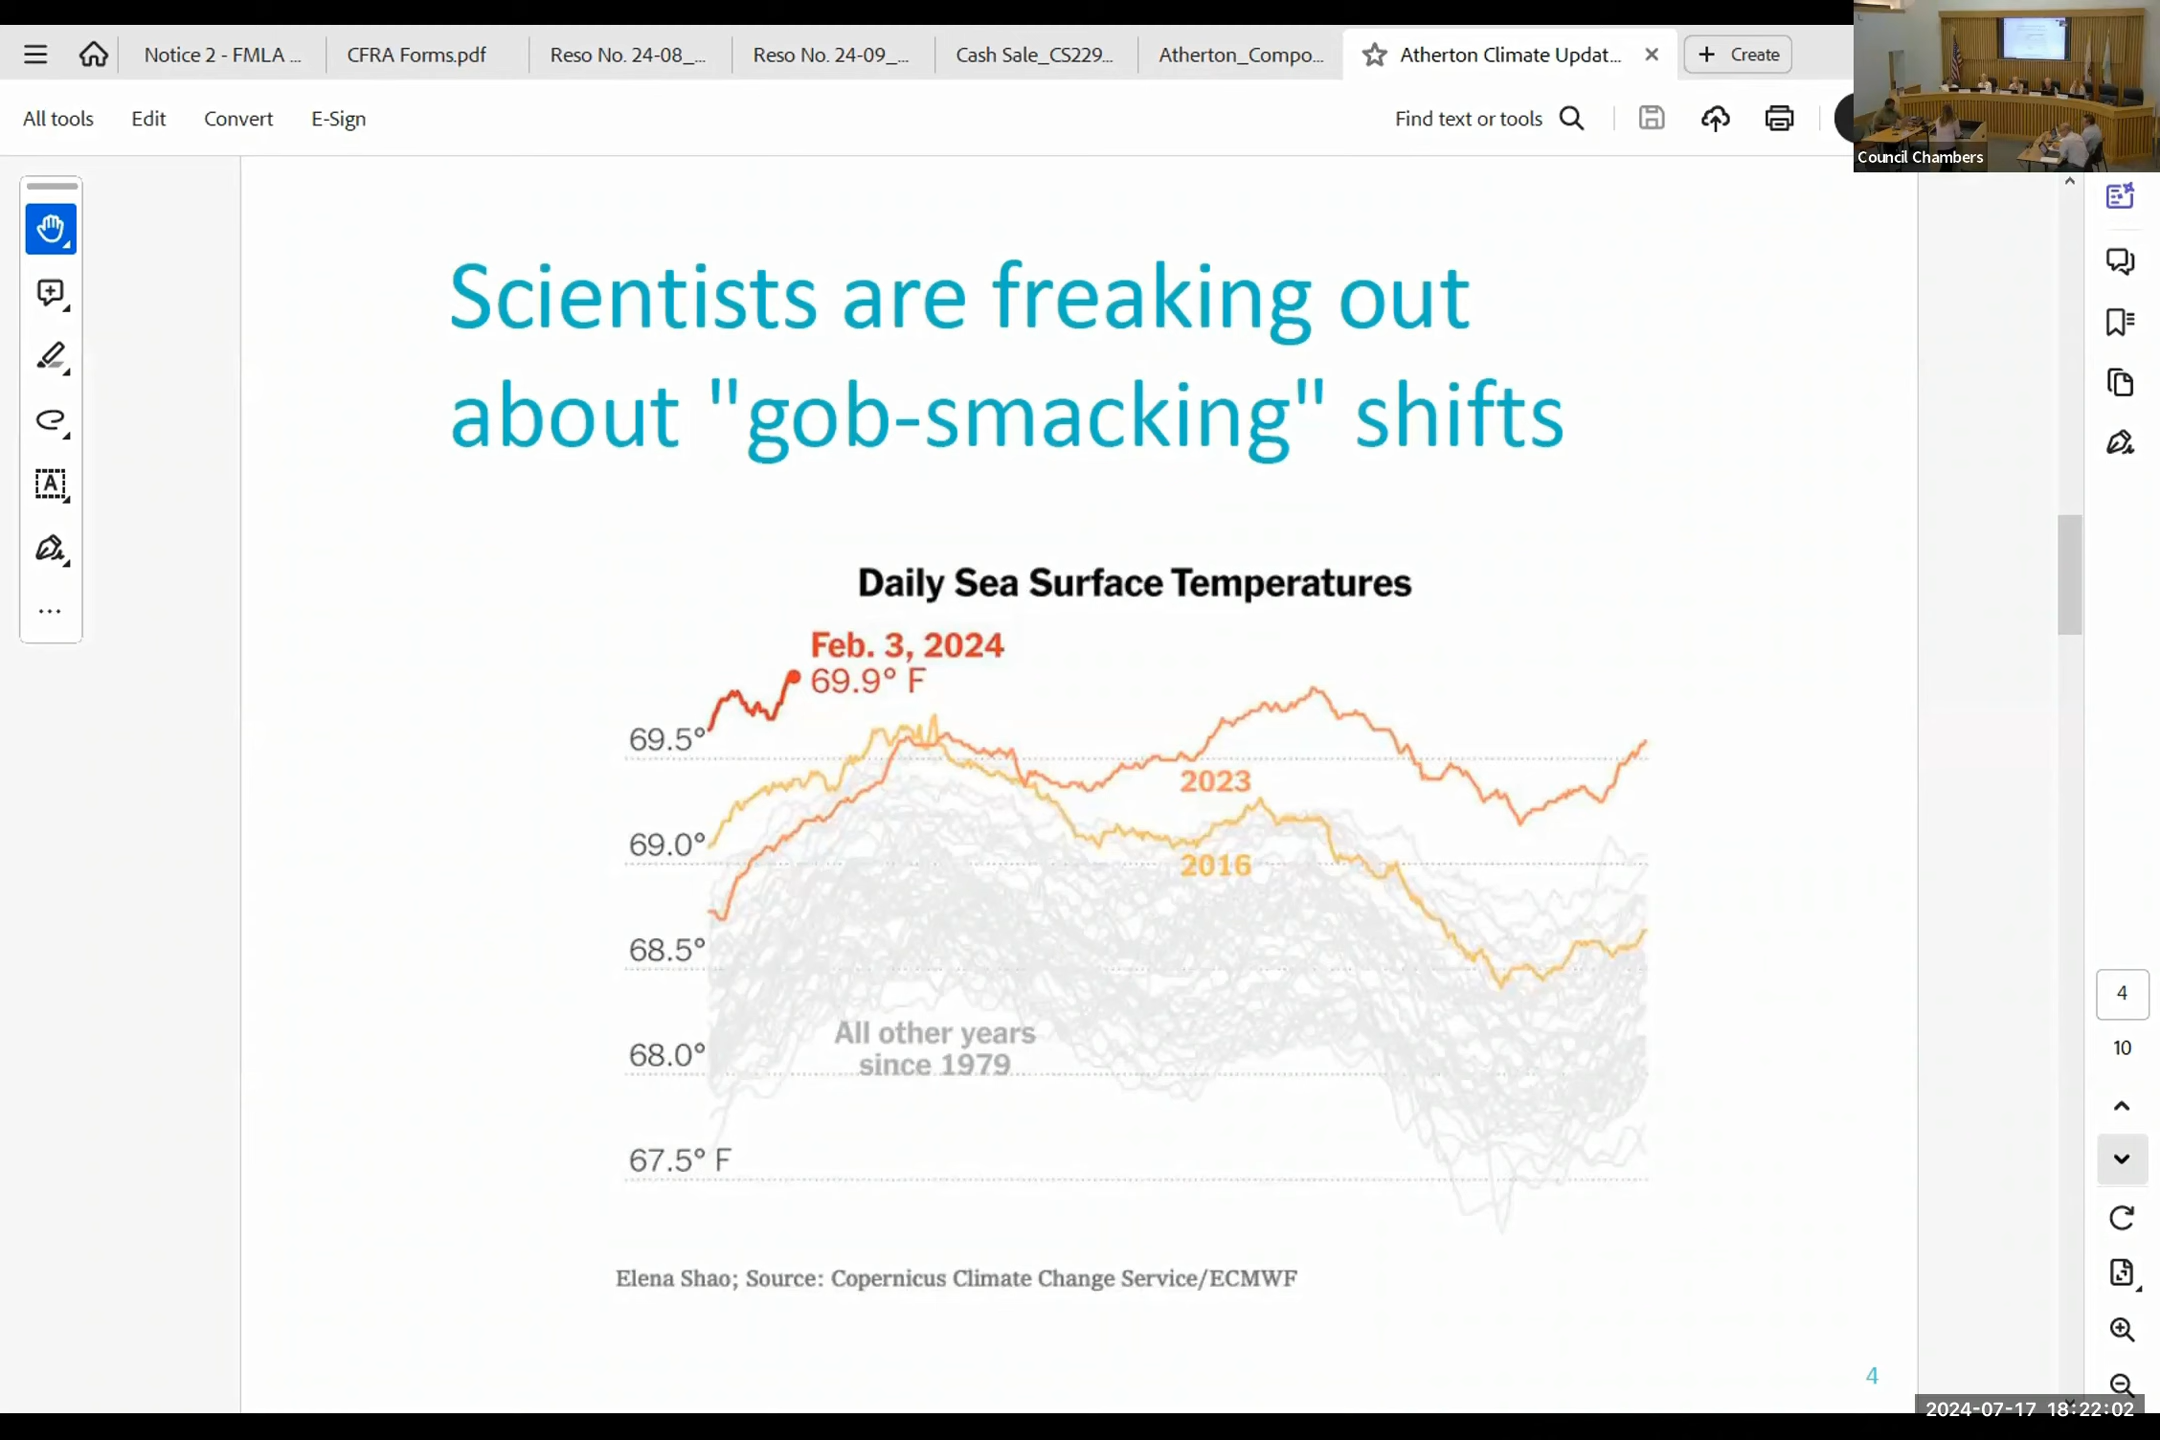 Notice 2 - FMLA ...
CFRA Forms.pdf
Reso No. 24-08_...
Reso No. 24-09_...
Cash Sale_CS229...
Atherton_Compo...
Atherton Climate Updat...
Create
All tools
Edit
Convert
E-Sign
Find text or tools
Council Chambers
Scientists are freaking out
about "gob-smacking" shifts
Daily Sea Surface Temperatures
Feb. 3, 2024
69.9° F
69.5°
2023
69.0°
2016
68.5°
All other years
since 1979
68.0°
67.5° F
Elena Shao; Source: Copernicus Climate Change Service/ECMWF
4
4
10
2024-07-17 18:22:02